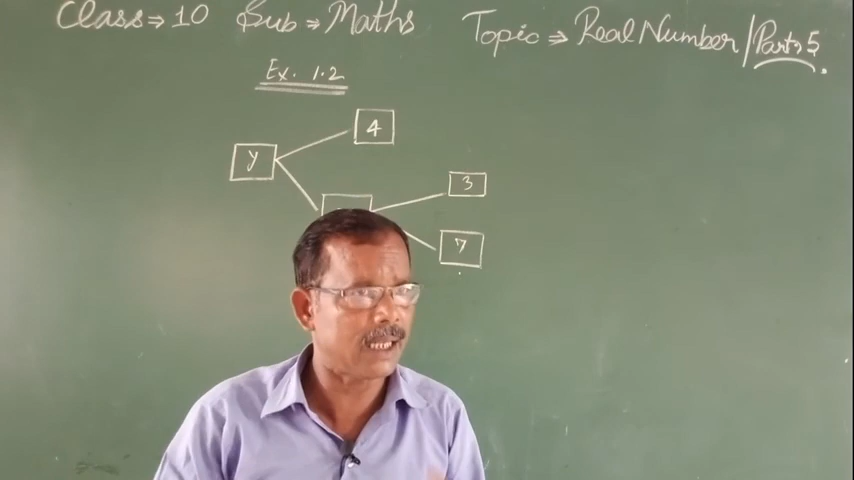 Class ⇒ 10 Sub ⇒ Maths Topic ⇒ Real Number / Part 5
Ex. 1.2
4
y
3
7